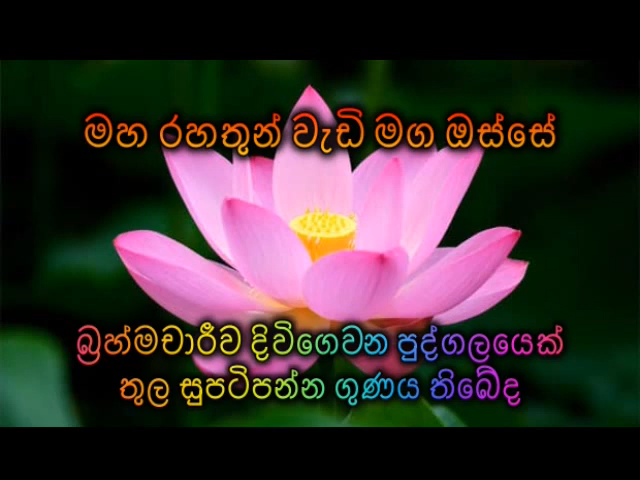 මහ රහතුන් වැඩි මග ඔස්සේ
බ්‍රහ්මචාරීව දිවිගෙවන පුද්ගලයෙක්
තුල සුපටිපන්න ගුණය තිබේද